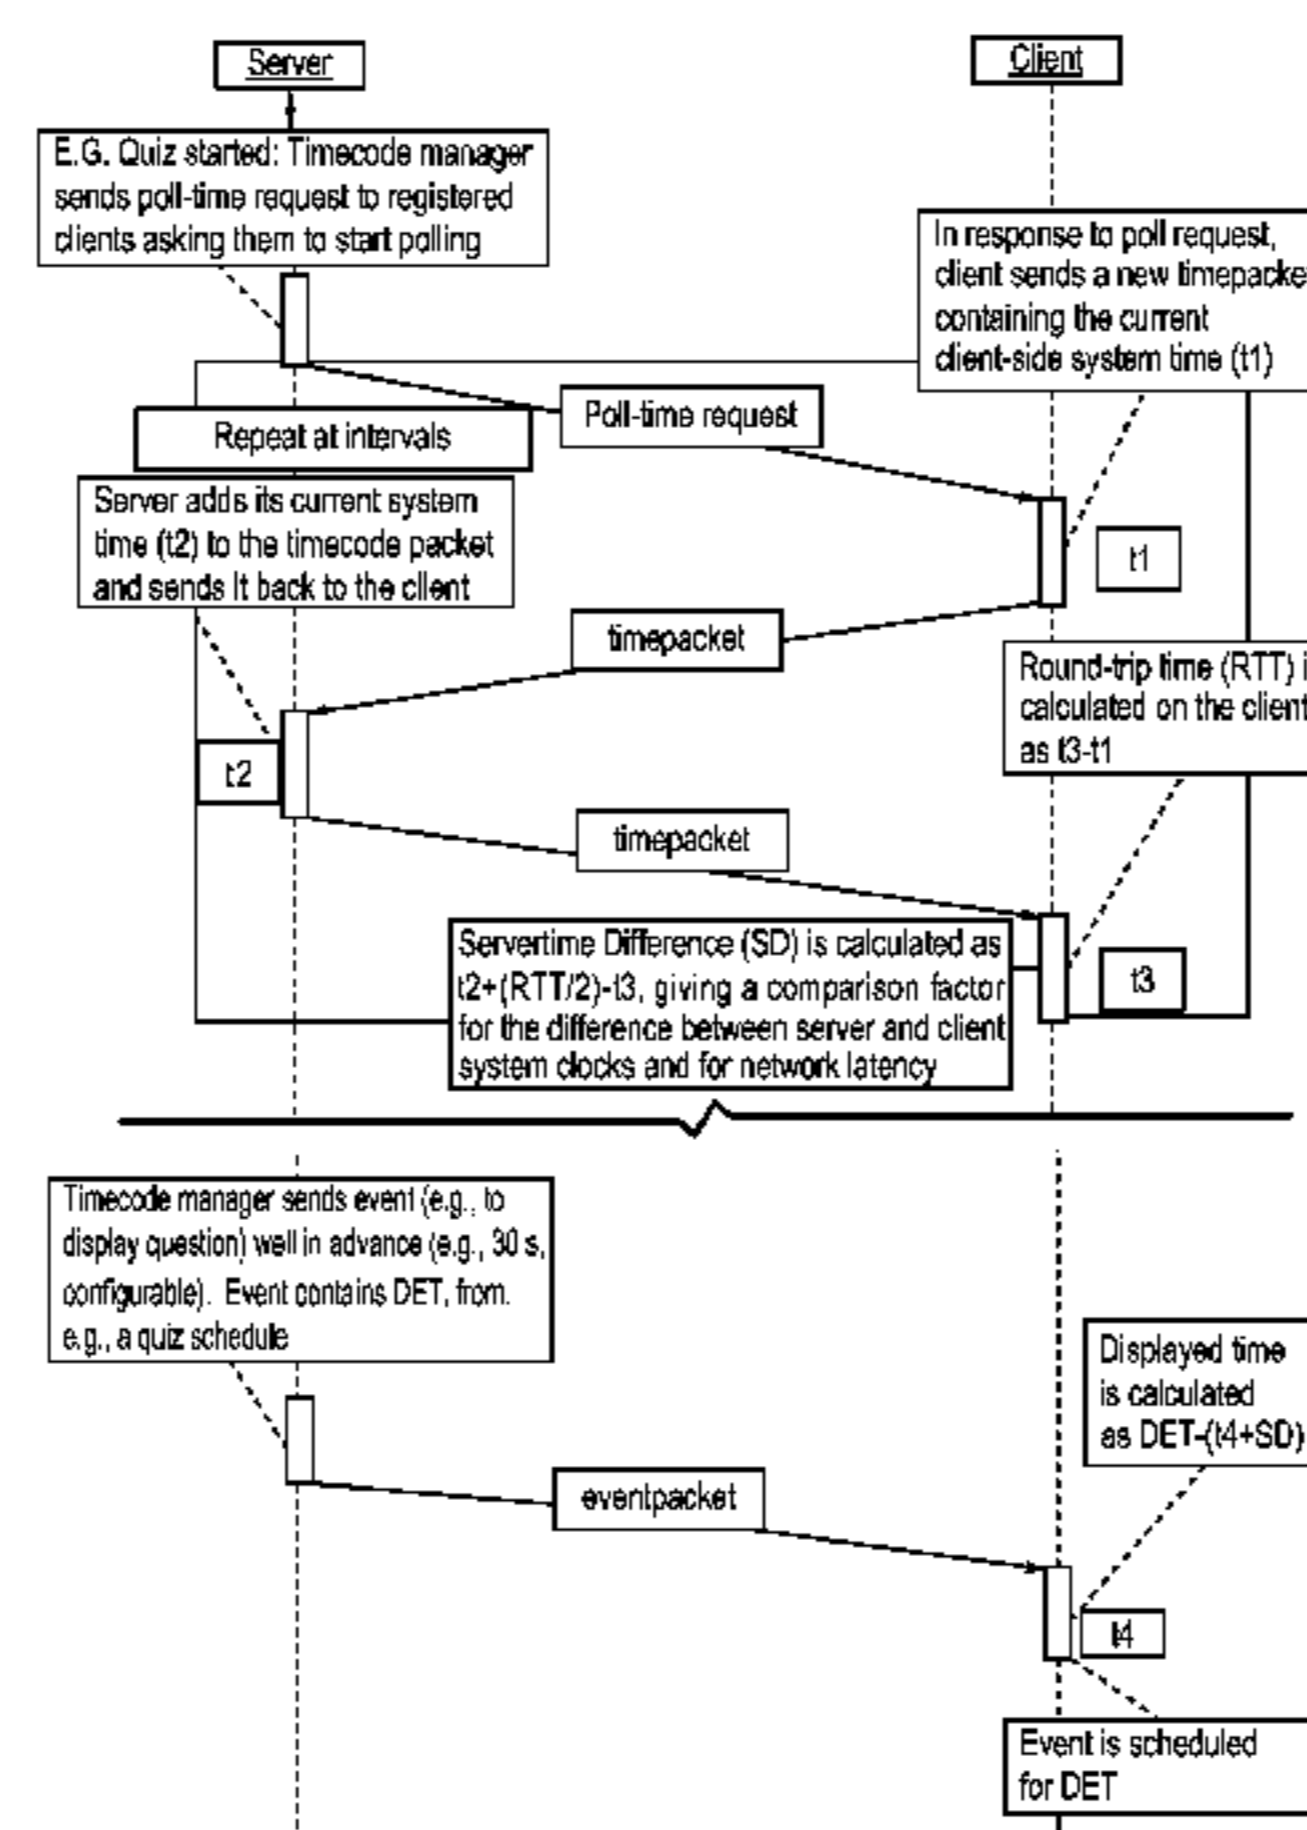 Server
Client
E.G. Quiz started: Timecode manager
sends poll-time request to registered
clients asking them to start polling
In response to poll request,
client sends a new timepacke
containing the current
client-side system time (t1)
Poll-time request
Repeat at intervals
Server adds its current system
time (t2) to the timecode packet
and sends It back to the client
t1
timepacket
Round-trip time (RTT) i
calculated on the client
as t3-t1
t2
timepacket
Servertime Difference (SD) is calculated as
t2+(RTT/2)-t3, giving a comparison factor
for the difference between server and client
system clocks and for network latency
t3
Timecode manager sends event (e.g., to
display question) well in advance (e.g., 30 s,
configurable). Event contains DET, from.
e.g., a quiz schedule
Displayed time
is calculated
as DET-(t4+SD)
eventpacket
t4
Event is scheduled
for DET